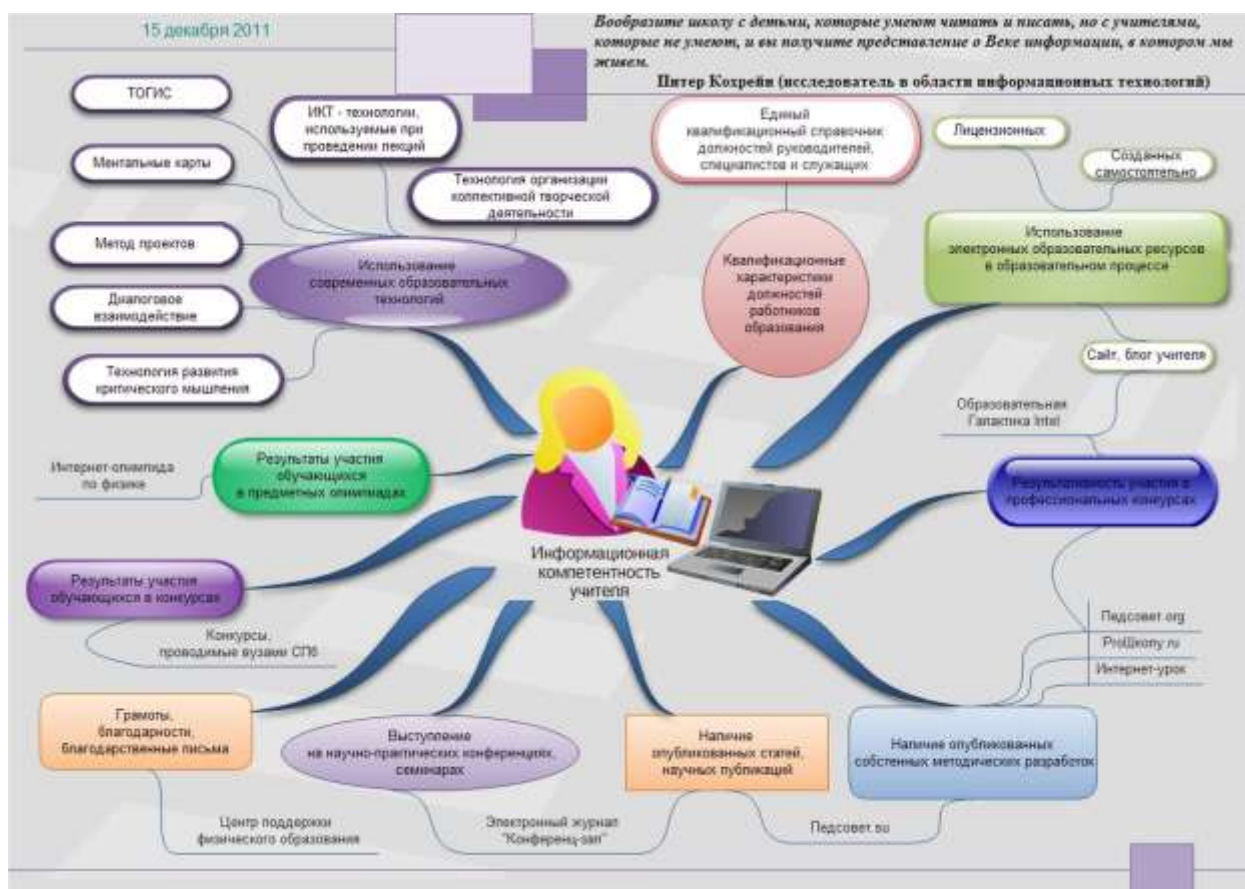 15 декабря 2011
Вообразите школу с детьми, которые умеют читать и писать, но с учителями,
которые не умеют, и вы получите представление о Веке информации, в котором мы
живем.
Питер Кохрейн (исследователь в области информационных технологий)
ТОГИС
Ментальные карты
Метод проектов
Диалоговое
взаимодействие
Технология развития
критического мышления
ИКТ - технологии,
используемые при
проведении лекций
Технология организации
коллективной творческой
деятельности
Использование
современных образовательных
технологий
Единый
квалификационный справочник
должностей руководителей,
специалистов и служащих
Квалификационные
характеристики
должностей
работников
образования
Лицензионных
Созданных
самостоятельно
Использование
электронных образовательных ресурсов
в образовательном процессе
Сайт, блог учителя
Образовательная
Галактика Intel
Результативность участия в
профессиональных конкурсах
Интернет-олимпида
по физике
Результаты участия
обучающихся
в предметных олимпиадах
Информационная
компетентность
учителя
Результаты участия
обучающихся в конкурсах
Конкурсы,
проводимые вузами СПб
Педсовет.org
ProШколу.ru
Интернет-урок
Грамоты,
благодарности,
благодарственные письма
Выступление
на научно-практических конференциях,
семинарах
Наличие
опубликованных статей,
научных публикаций
Наличие опубликованных
собстенных методических разработок
Центр поддержки
физического образования
Электронный журнал
"Конференц-зал"
Педсовет.su